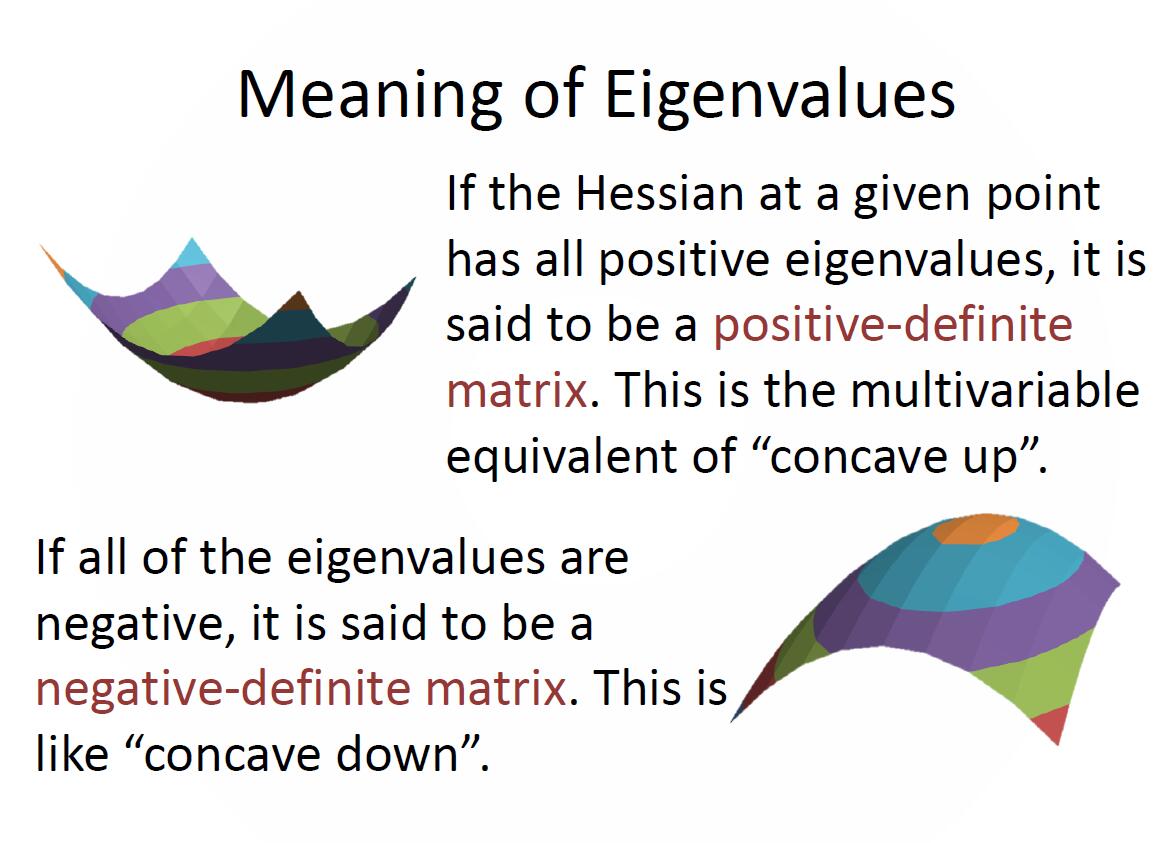 Meaning of Eigenvalues
If the Hessian at a given point
has all positive eigenvalues, it is
said to be a positive-definite
matrix. This is the multivariable
equivalent of “concave up”.
If all of the eigenvalues are
negative, it is said to be a
negative-definite matrix. This is
like “concave down”.